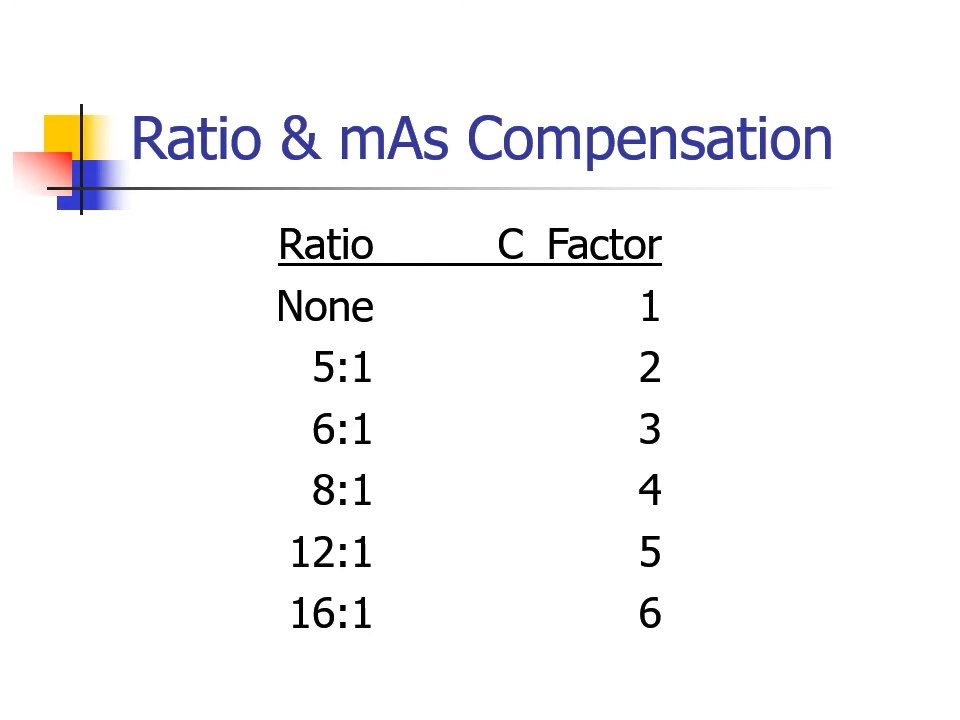 Ratio & mAs Compensation
Ratio C Factor
None 1
5:1 2
6:1 3
8:1 4
12:1 5
16:1 6